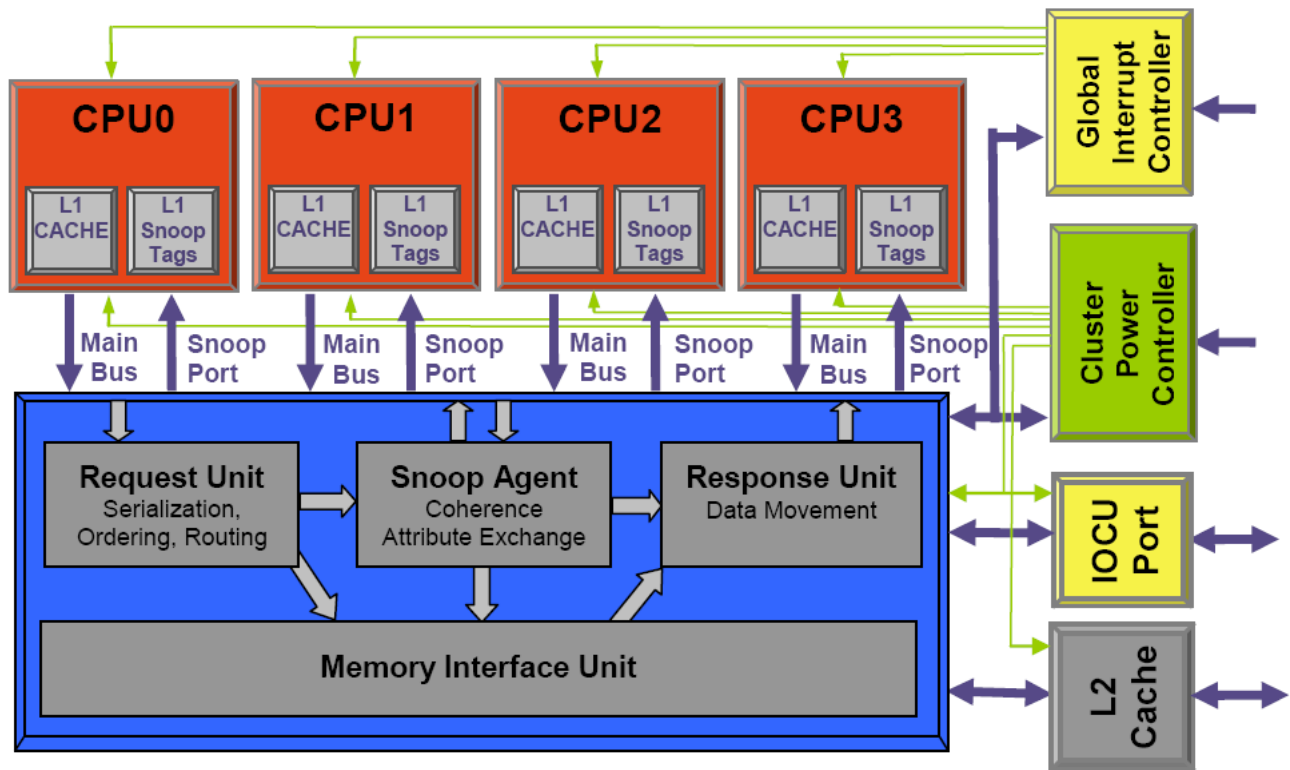 CPU0
CPU1
CPU2
CPU3
L1
CACHE
L1
Snoop
Tags
L1
CACHE
L1
Snoop
Tags
L1
CACHE
L1
Snoop
Tags
L1
CACHE
L1
Snoop
Tags
Global
Interrupt
Controller
Main
Bus
Snoop
Port
Main
Bus
Snoop
Port
Main
Bus
Snoop
Port
Main
Bus
Snoop
Port
Cluster
Power
Controller
Request Unit
Serialization,
Ordering, Routing
Snoop Agent
Coherence
Attribute Exchange
Response Unit
Data Movement
IOCU
Port
Memory Interface Unit
L2
Cache